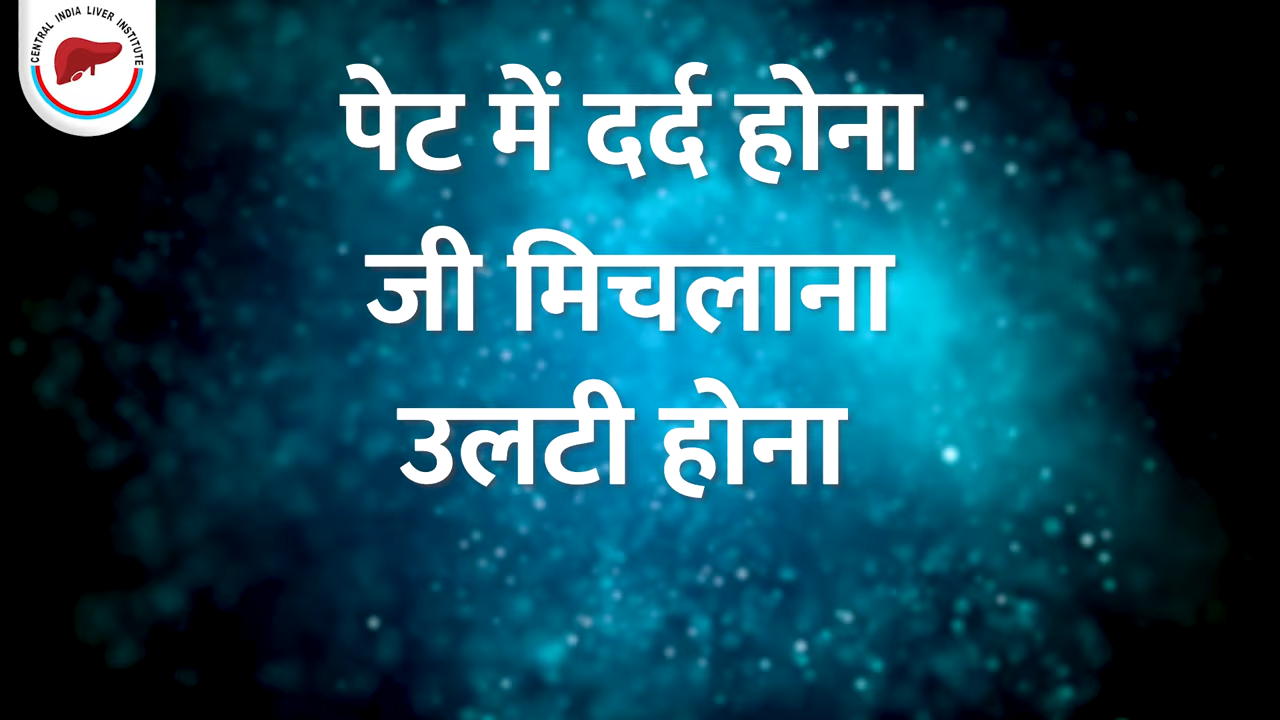 CENTRAL INDIA LIVER INSTITUTE
पेट में दर्द होना
जी मिचलाना
उलटी होना